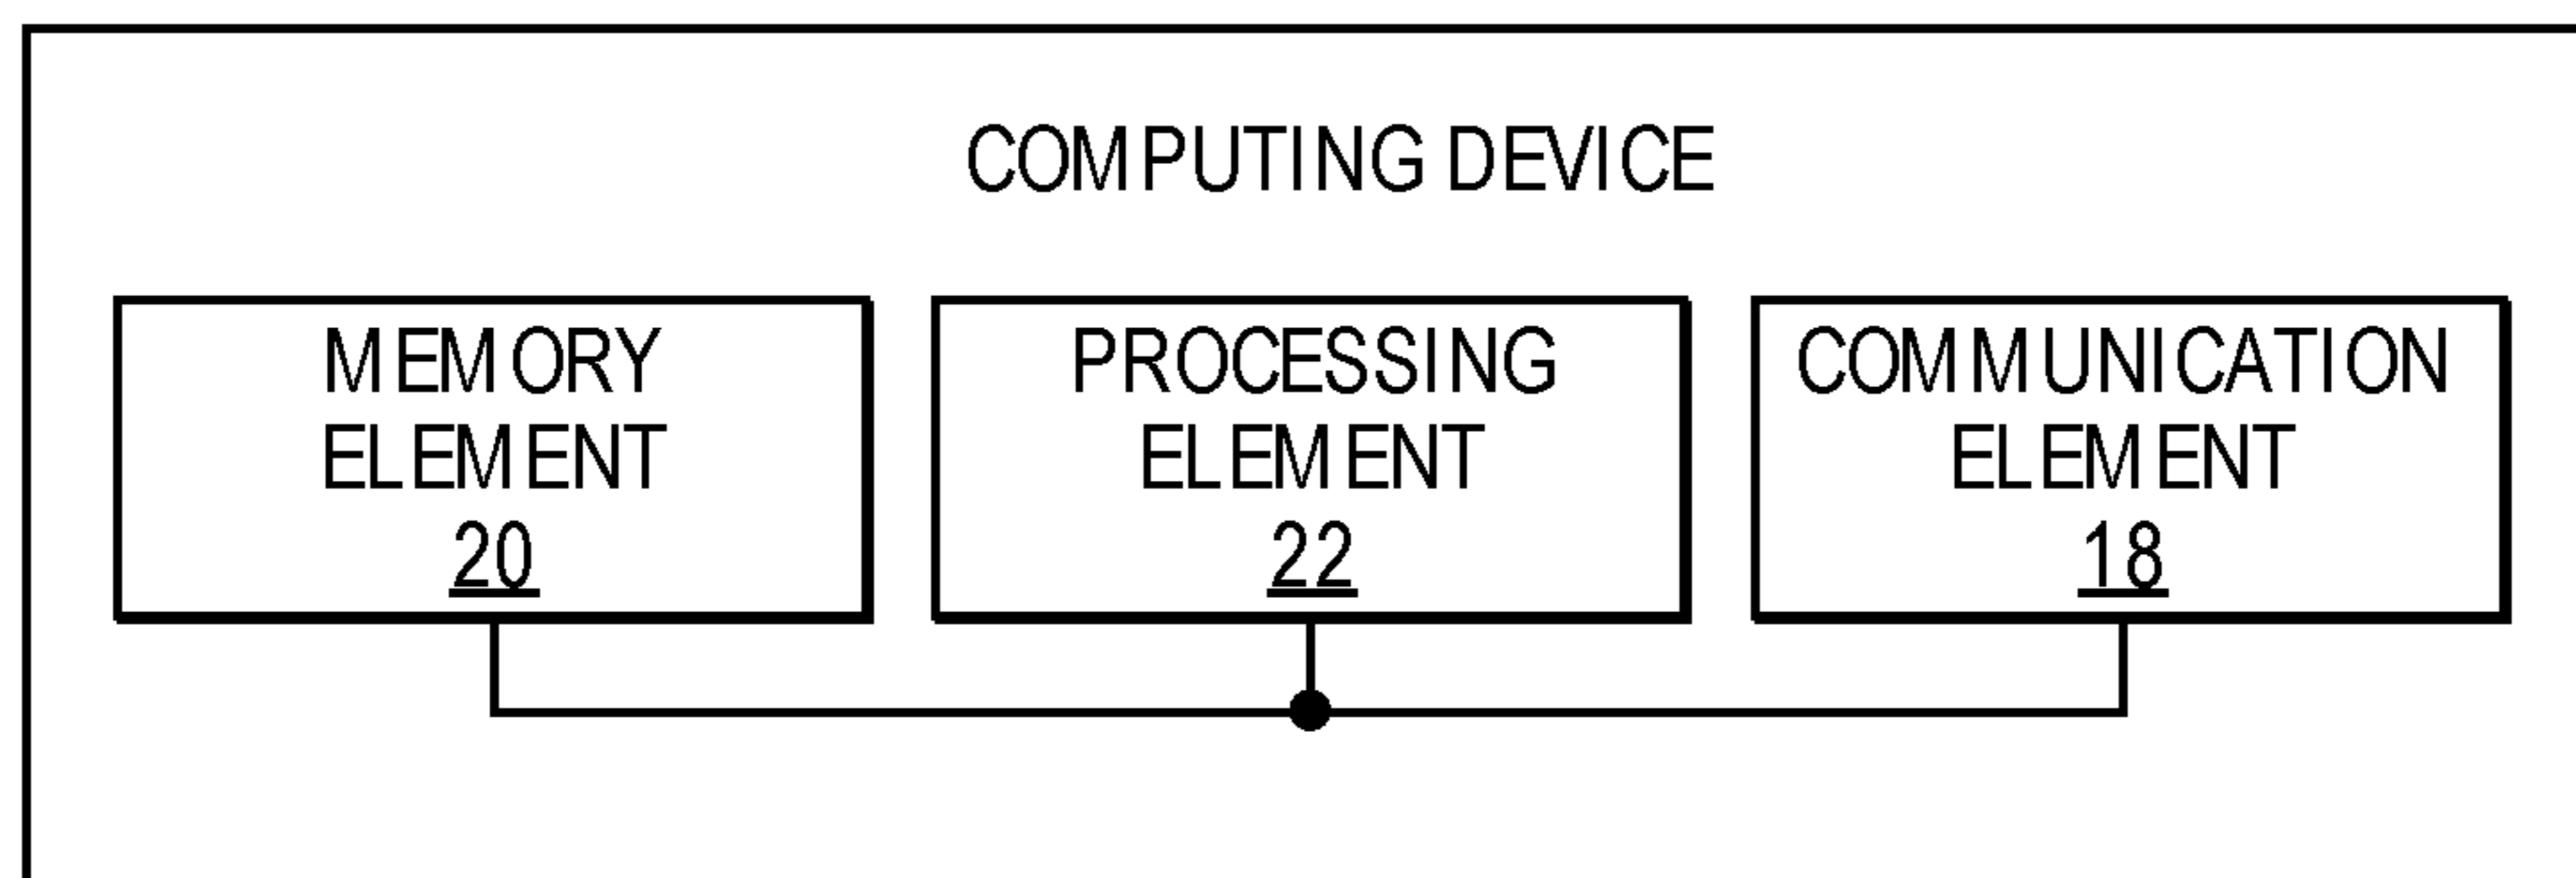 COMPUTING DEVICE
MEMORY
ELEMENT
20
PROCESSING
ELEMENT
22
COMMUNICATION
ELEMENT
18